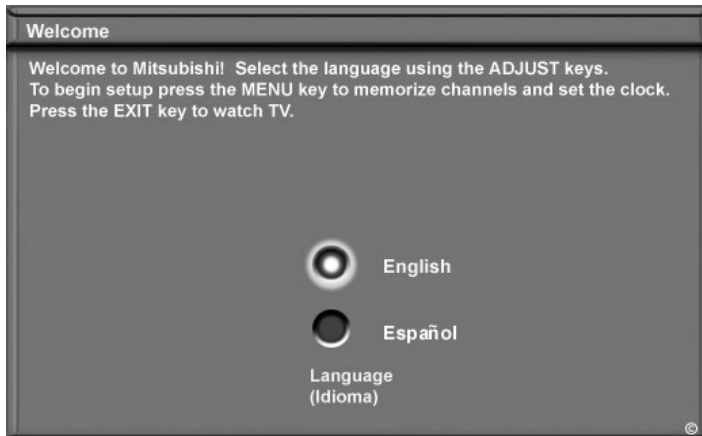 Welcome
Welcome to Mitsubishi! Select the language using the ADJUST keys.
To begin setup press the MENU key to memorize channels and set the clock.
Press the EXIT key to watch TV.
English
Español
Language
(Idioma)
©